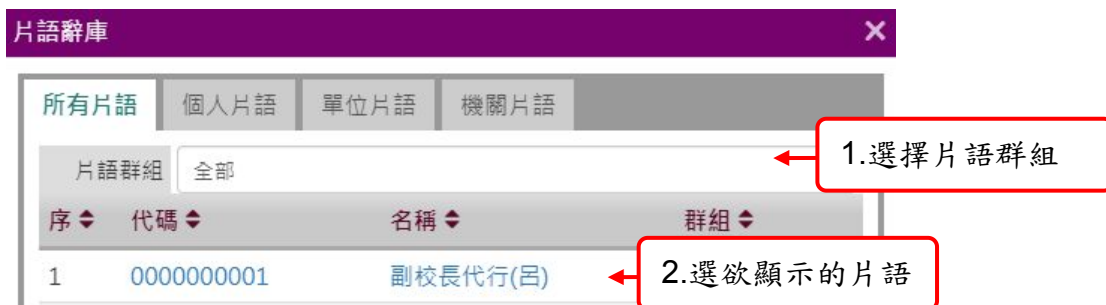 片語辭庫
所有片語 個人片語 單位片語 機關片語
片語群組 全部
1.選擇片語群組
序 代碼 名稱 群組
1 0000000001 副校長代行(呂)
2.選欲顯示的片語